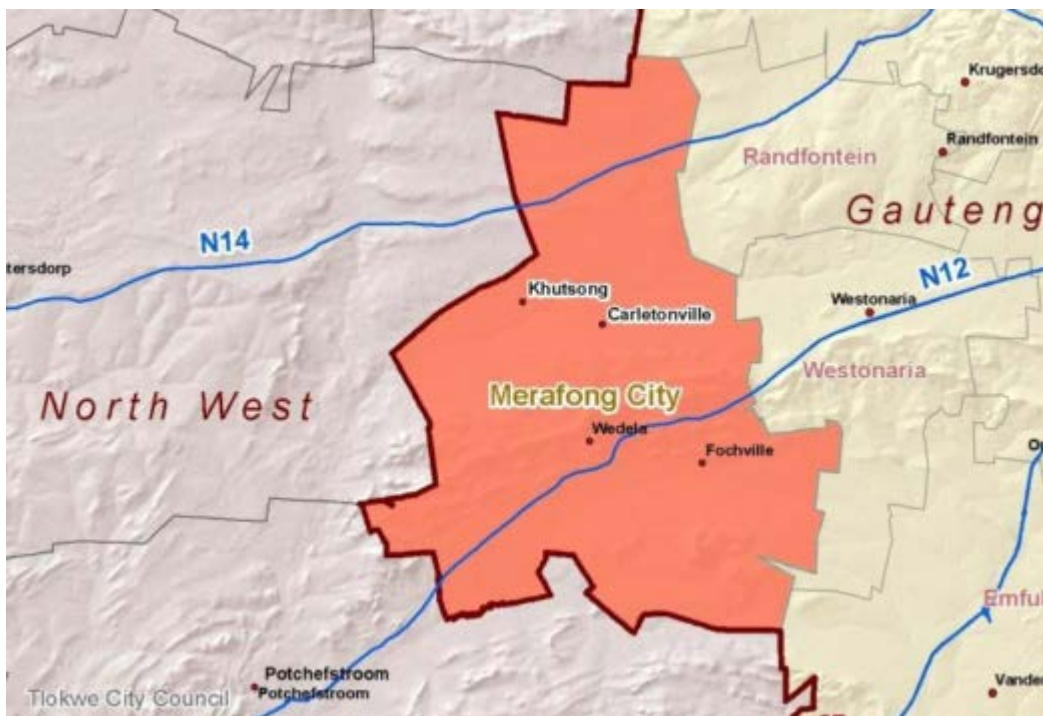 Krugersdo
Randfontein
Randfontein
Gauteng
N14
N12
tersdorp
Khutsong
Westonaria
Carletonville
Westonaria
North West
Merafong City
Wedela
Fochville
Emful
Potchefstroom
Potchefstroom
Tlokwe City Council
Vande